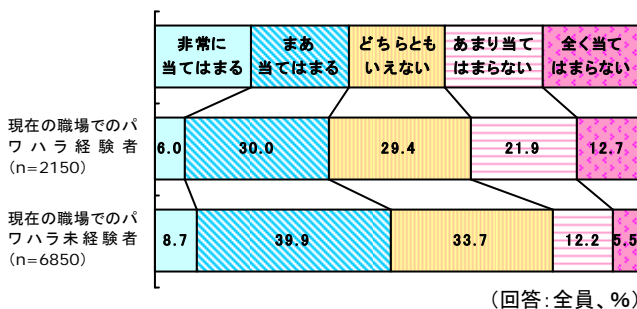 非常に
当てはまる
まあ
当てはまる
どちらとも
いえない
あまり当て
はまらない
全く当て
はまらない
現在の職場でのパ
ワハラ経験者
(n=2150)
6.0
30.0
29.4
21.9
12.7
現在の職場でのパ
ワハラ未経験者
(n=6850)
8.7
39.9
33.7
12.2
5.5
(回答:全員、%)